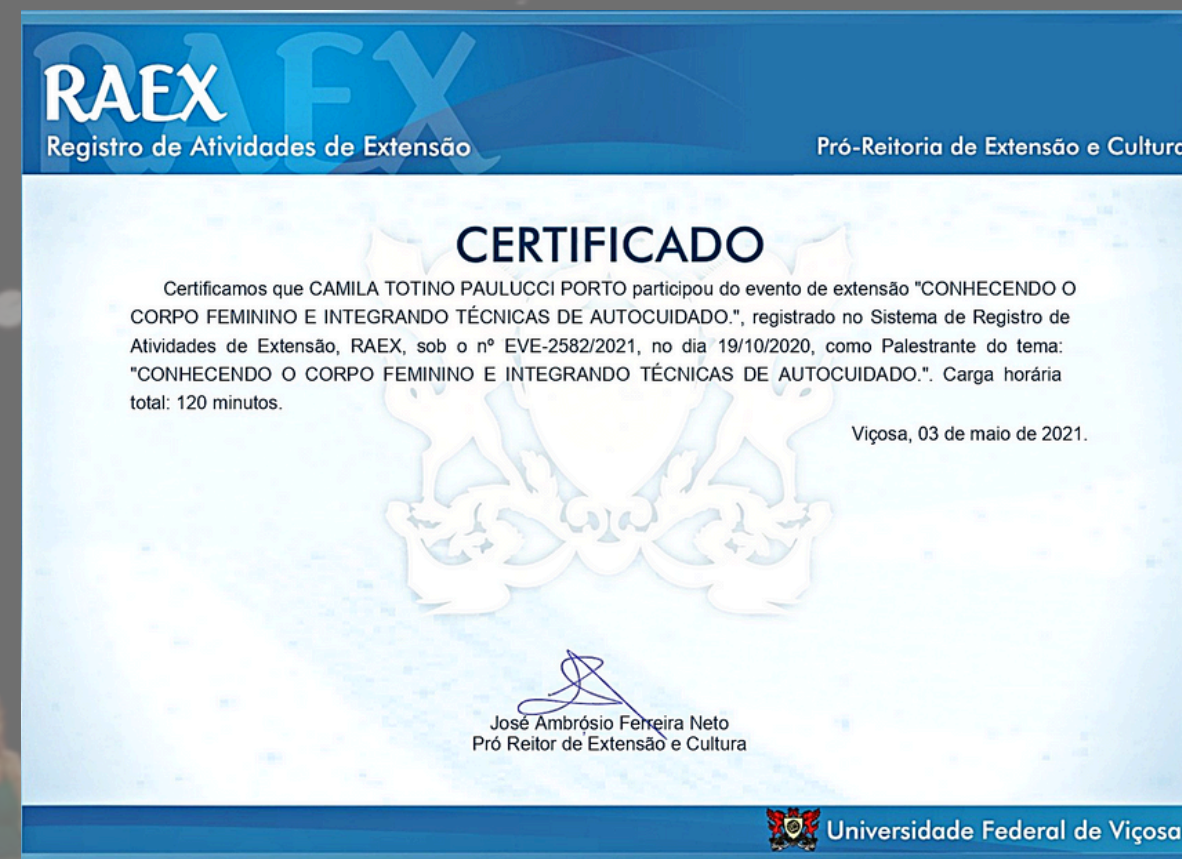 RAEX
Registro de Atividades de Extensão
Pró-Reitoria de Extensão e Cultura
CERTIFICADO
Certificamos que CAMILA TOTINO PAULUCCI PORTO participou do evento de extensão "CONHECENDO O
CORPO FEMININO E INTEGRANDO TÉCNICAS DE AUTOCUIDADO.", registrado no Sistema de Registro de
Atividades de Extensão, RAEX, sob o nº EVE-2582/2021, no dia 19/10/2020, como Palestrante do tema:
"CONHECENDO O CORPO FEMININO E INTEGRANDO TÉCNICAS DE AUTOCUIDADO.". Carga horária
total: 120 minutos.
Viçosa, 03 de maio de 2021.
José Ambrósio Ferreira Neto
Pró Reitor de Extensão e Cultura
Universidade Federal de Viçosa